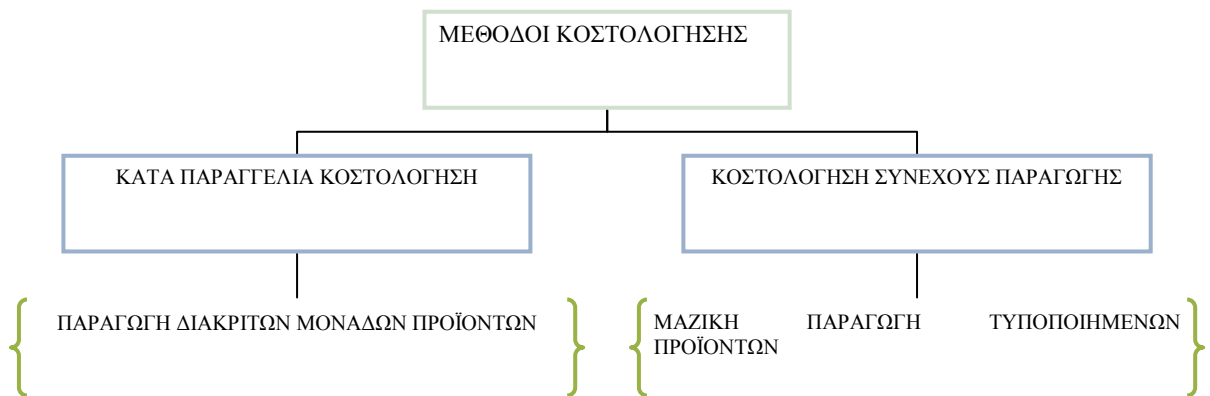 ΜΕΘΟΔΟΙ ΚΟΣΤΟΛΟΓΗΣΗΣ
ΚΑΤΑ ΠΑΡΑΓΓΕΛΙΑ ΚΟΣΤΟΛΟΓΗΣΗ
ΚΟΣΤΟΛΟΓΗΣΗ ΣΥΝΕΧΟΥΣ ΠΑΡΑΓΩΓΗΣ
ΠΑΡΑΓΩΓΗ ΔΙΑΚΡΙΤΩΝ ΜΟΝΑΔΩΝ ΠΡΟΪΟΝΤΩΝ
ΜΑΖΙΚΗ ΠΑΡΑΓΩΓΗ ΤΥΠΟΠΟΙΗΜΕΝΩΝ
ΠΡΟΪΟΝΤΩΝ